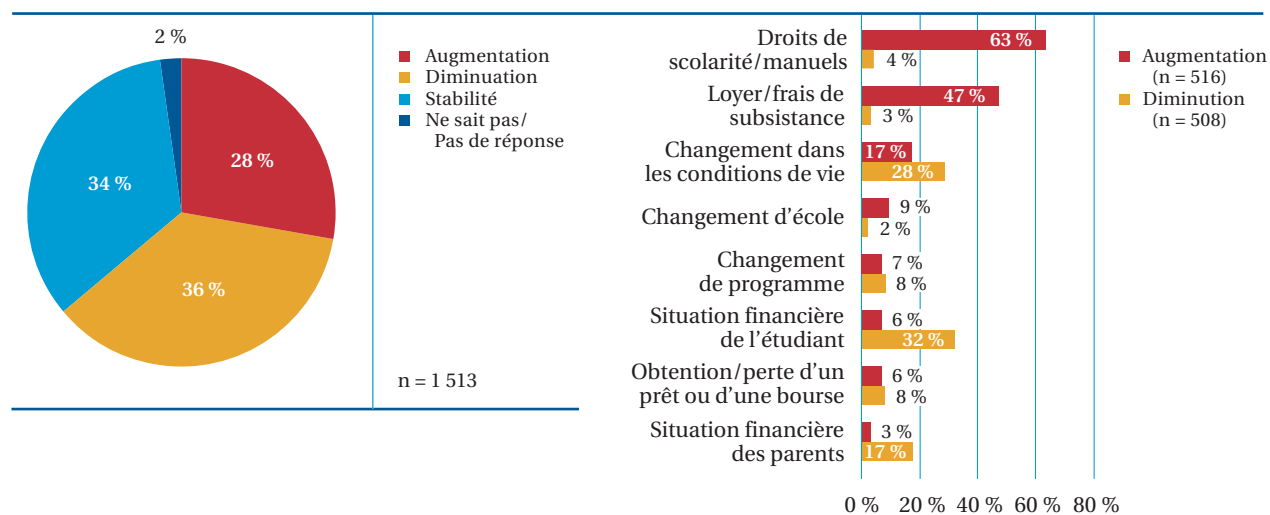 2 %
28 %
34 %
36 %
Augmentation
Diminuation
Stabilité
Ne sait pas/
Pas de réponse
n = 1 513
Droits de
scolarité/manuels
63 %
4 %
Loyer/frais de
subsistance
47 %
3 %
Changement dans
les conditions de vie
17 %
28 %
Changement d’école
9 %
2 %
Changement
de programme
7 %
8 %
Situation financière
de l’étudiant
6 %
32 %
Obtention/perte d’un
prêt ou d’une bourse
6 %
8 %
Situation financière
des parents
3 %
17 %
0 % 20 % 40 % 60 % 80 %
Augmentation
(n = 516)
Diminution
(n = 508)